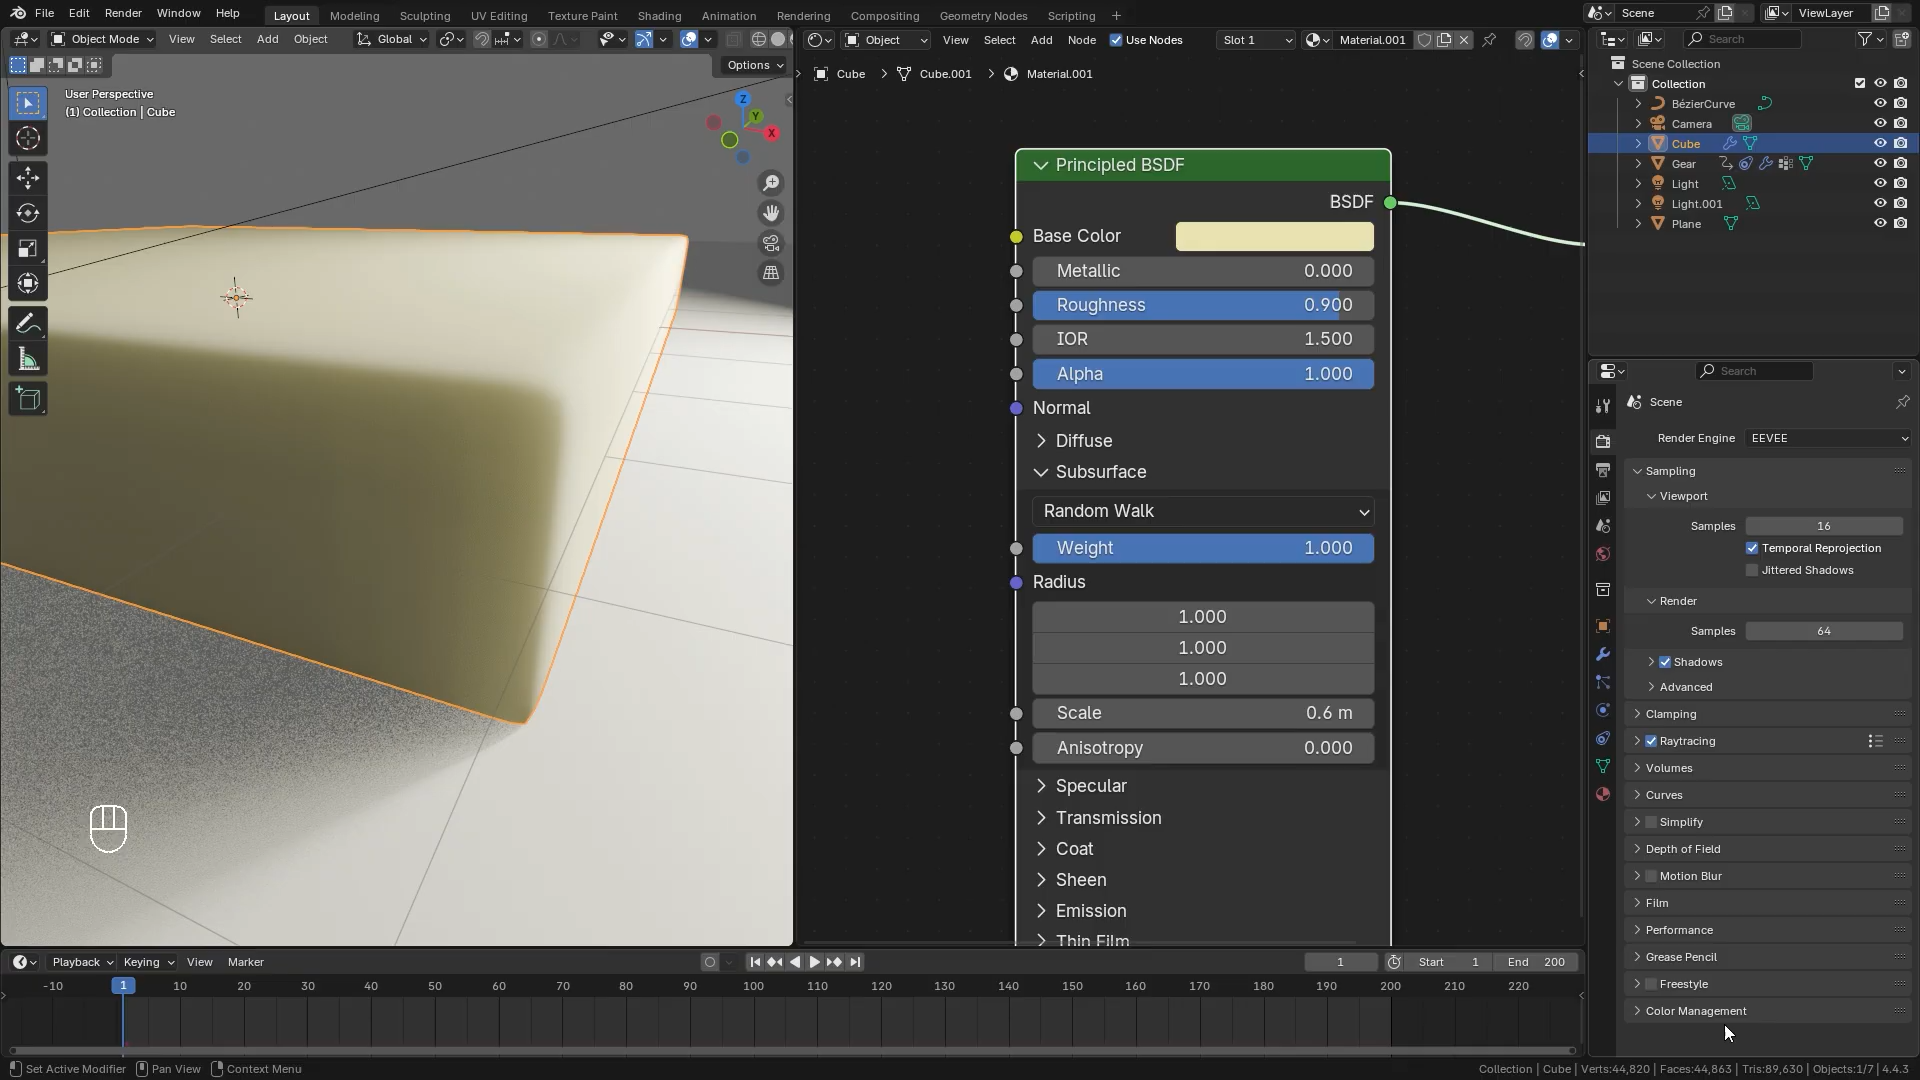 File Edit Render Window Help Layout Modeling Sculpting UV Editing Texture Paint Shading Animation Rendering Compositing Geometry Nodes Scripting + Scene ViewLayer
Object Mode View Select Add Object Global
Object View Select Add Node Use Nodes Slot 1 Material.001
Search
Options
Cube > Cube.001 > Material.001
User Perspective
(1) Collection | Cube
Z
Y
X
Principled BSDF
BSDF
Base Color
Metallic 0.000
Roughness 0.900
IOR 1.500
Alpha 1.000
Normal
Diffuse
Subsurface
Random Walk
Weight 1.000
Radius
1.000
1.000
1.000
Scale 0.6 m
Anisotropy 0.000
Specular
Transmission
Coat
Sheen
Emission
Thin Film
Scene Collection
Collection
BézierCurve
Camera
Cube
Gear
Light
Light.001
Plane
Search
Scene
Render Engine EEVEE
Sampling
Viewport
Samples 16
Temporal Reprojection
Jittered Shadows
Render
Samples 64
Shadows
Advanced
Clamping
Raytracing
Volumes
Curves
Simplify
Depth of Field
Motion Blur
Film
Performance
Grease Pencil
Freestyle
Color Management
Playback Keying View Marker 1 Start 1 End 200
-10 1 10 20 30 40 50 60 70 80 90 100 110 120 130 140 150 160 170 180 190 200 210 220
Set Active Modifier Pan View Context Menu Collection | Cube | Verts:44,820 | Faces:44,863 | Tris:89,630 | Objects:1/7 | 4.4.3